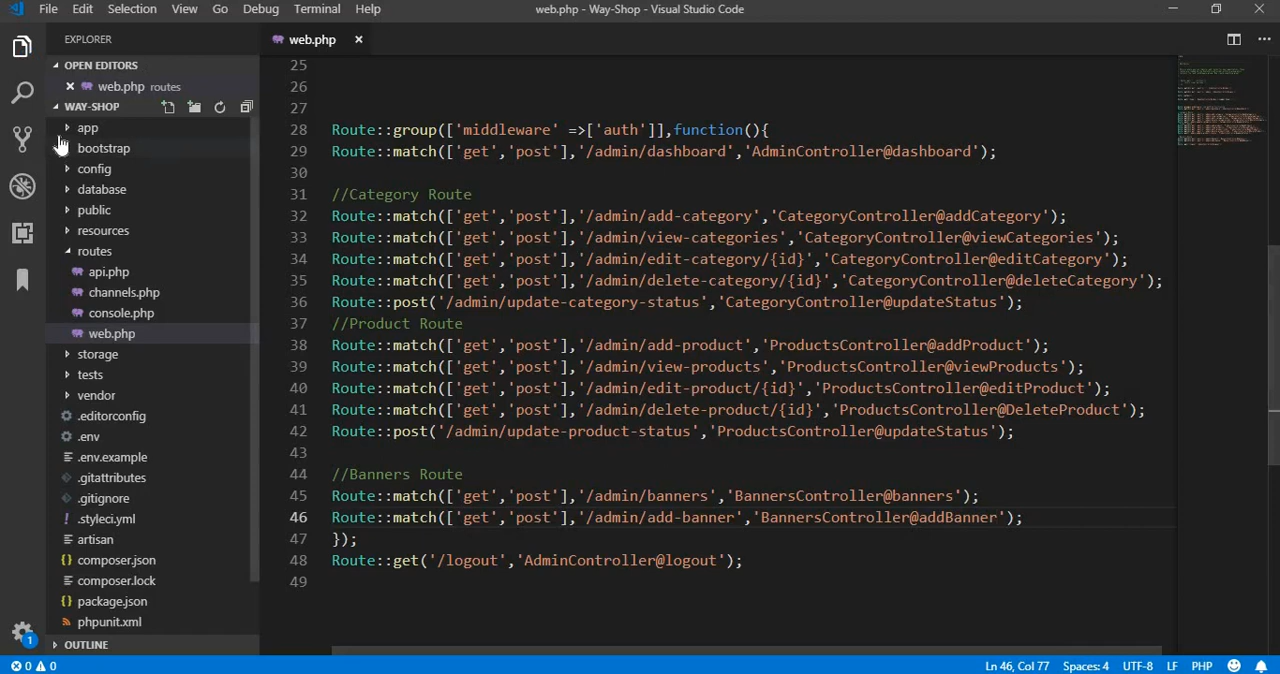 File Edit Selection View Go Debug Terminal Help web.php - Way-Shop - Visual Studio Code
EXPLORER
OPEN EDITORS
web.php routes
WAY-SHOP
app
bootstrap
config
database
public
resources
routes
api.php
channels.php
console.php
web.php
storage
tests
vendor
.editorconfig
.env
.env.example
.gitattributes
.gitignore
.styleci.yml
artisan
composer.json
composer.lock
package.json
phpunit.xml
OUTLINE
1
web.php
25
26
27
28 Route::group(['middleware' =>['auth']],function(){
29 Route::match(['get','post'],'/admin/dashboard','AdminController@dashboard');
30
31 //Category Route
32 Route::match(['get','post'],'/admin/add-category','CategoryController@addCategory');
33 Route::match(['get','post'],'/admin/view-categories','CategoryController@viewCategories');
34 Route::match(['get','post'],'/admin/edit-category/{id}','CategoryController@editCategory');
35 Route::match(['get','post'],'/admin/delete-category/{id}','CategoryController@deleteCategory');
36 Route::post('/admin/update-category-status','CategoryController@updateStatus');
37 //Product Route
38 Route::match(['get','post'],'/admin/add-product','ProductsController@addProduct');
39 Route::match(['get','post'],'/admin/view-products','ProductsController@viewProducts');
40 Route::match(['get','post'],'/admin/edit-product/{id}','ProductsController@editProduct');
41 Route::match(['get','post'],'/admin/delete-product/{id}','ProductsController@DeleteProduct');
42 Route::post('/admin/update-product-status','ProductsController@updateStatus');
43
44 //Banners Route
45 Route::match(['get','post'],'/admin/banners','BannersController@banners');
46 Route::match(['get','post'],'/admin/add-banner','BannersController@addBanner');
47 });
48 Route::get('/logout','AdminController@logout');
49
0 0 Ln 46, Col 77 Spaces: 4 UTF-8 LF PHP